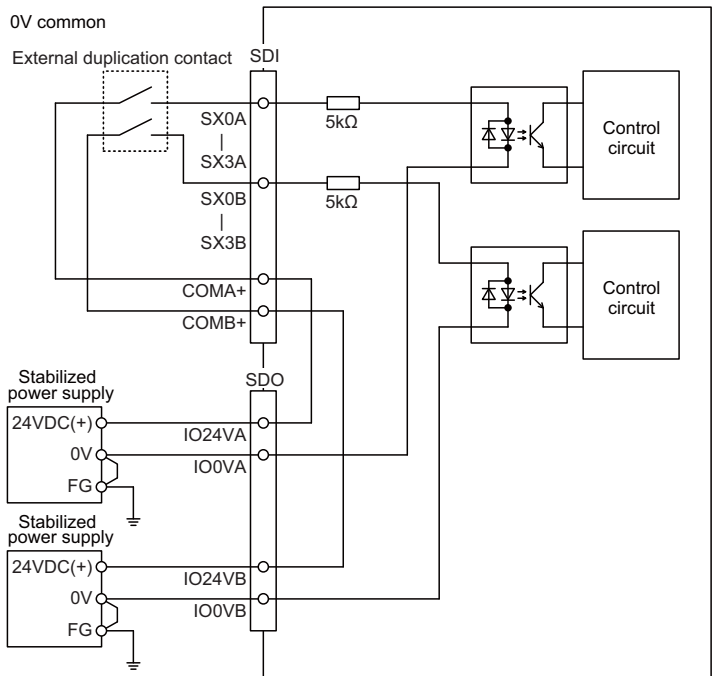 0V common
External duplication contact
SDI
SX0A
|
SX3A
5kΩ
SX0B
|
SX3B
5kΩ
Control
circuit
Control
circuit
COMA+
COMB+
SDO
Stabilized
power supply
24VDC(+)
0V
FG
IO24VA
IO0VA
Stabilized
power supply
24VDC(+)
0V
FG
IO24VB
IO0VB